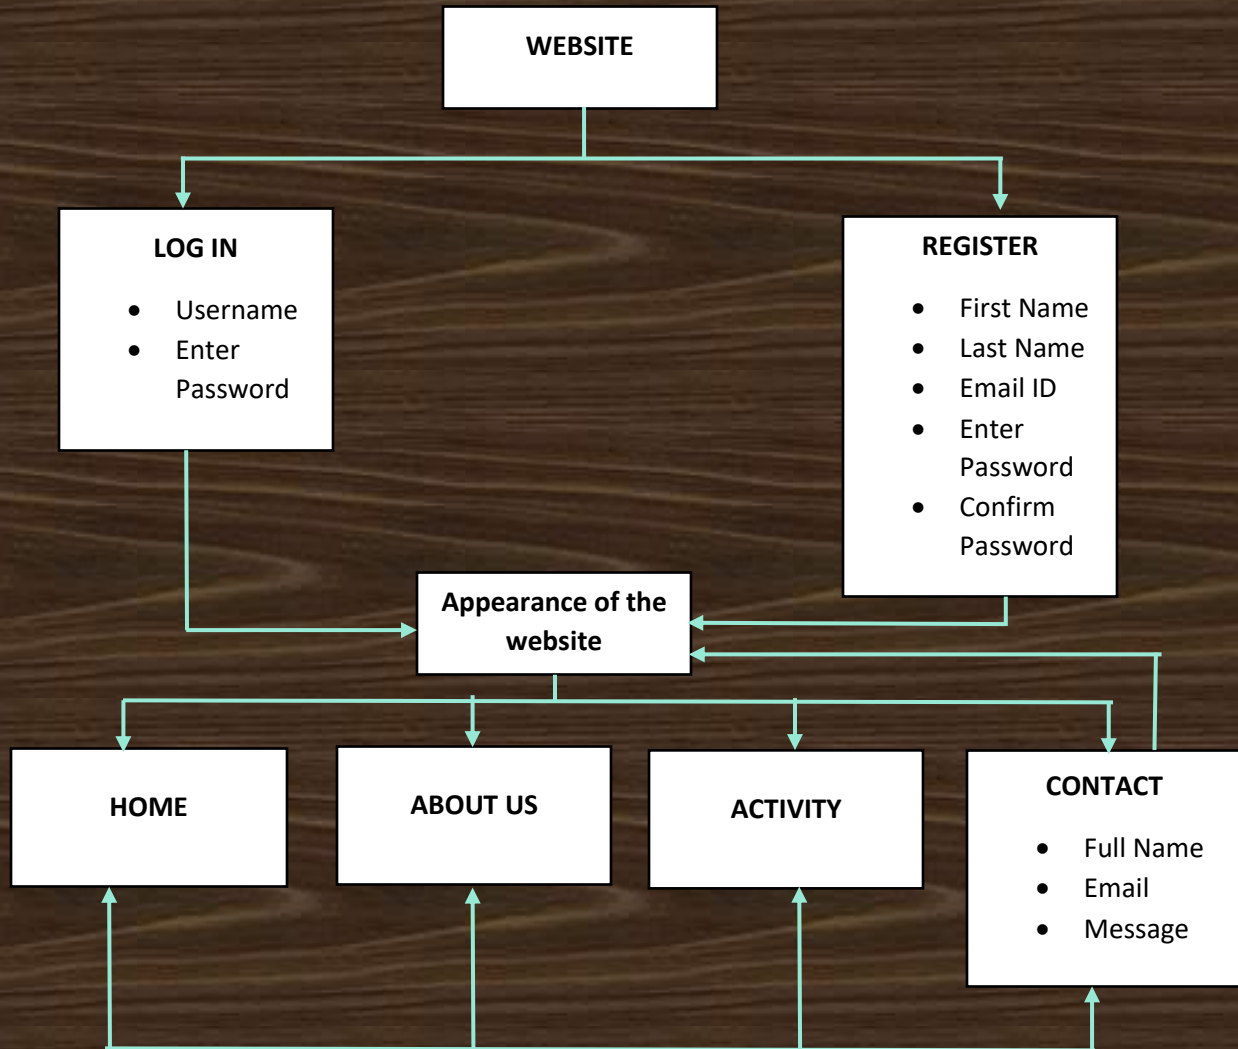 WEBSITE
LOG IN
• Username
• Enter
Password
REGISTER
• First Name
• Last Name
• Email ID
• Enter
Password
• Confirm
Password
Appearance of the
website
HOME
ABOUT US
ACTIVITY
CONTACT
• Full Name
• Email
• Message